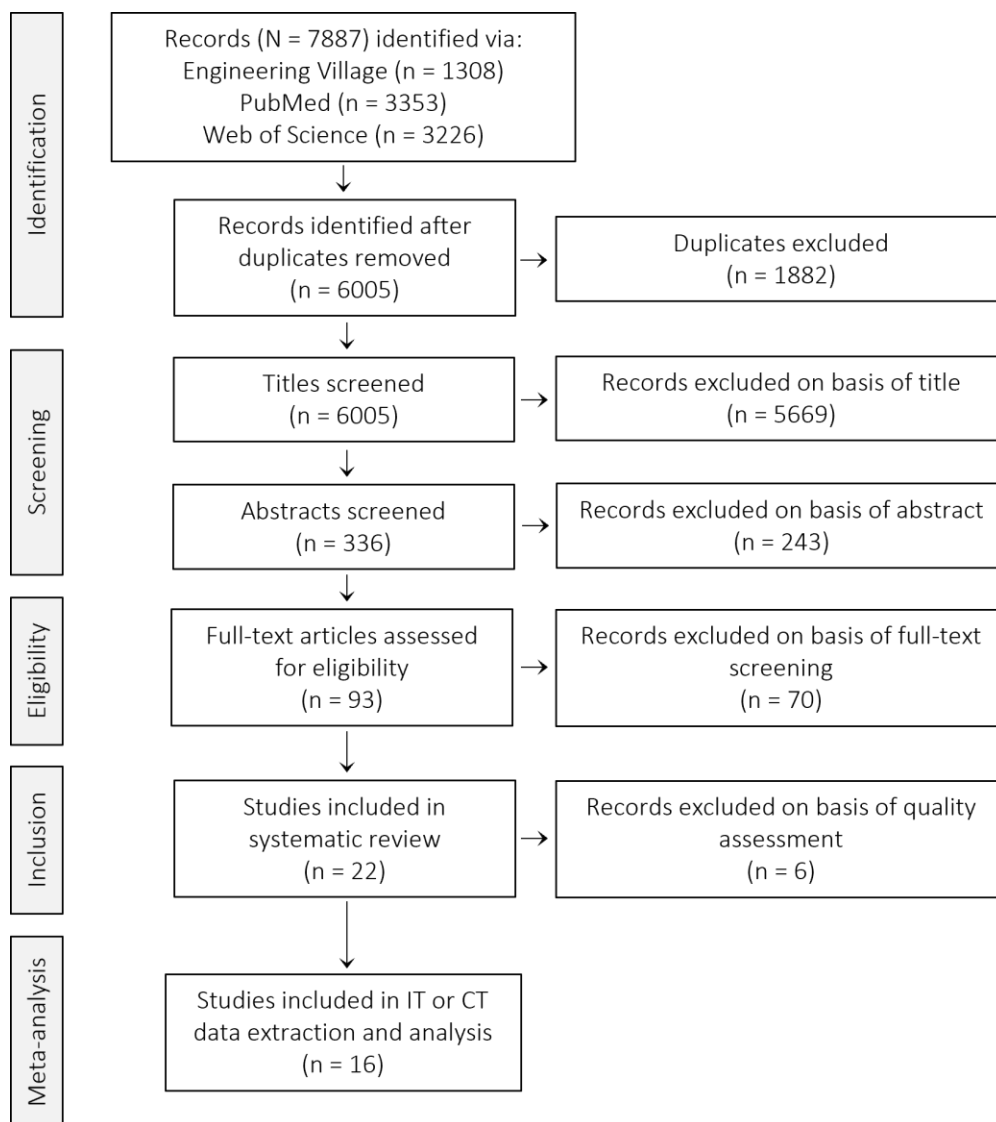 Identification
Records (N = 7887) identified via:
Engineering Village (n = 1308)
PubMed (n = 3353)
Web of Science (n = 3226)
Records identified after
duplicates removed
(n = 6005)
Duplicates excluded
(n = 1882)
Screening
Titles screened
(n = 6005)
Records excluded on basis of title
(n = 5669)
Abstracts screened
(n = 336)
Records excluded on basis of abstract
(n = 243)
Eligibility
Full-text articles assessed
for eligibility
(n = 93)
Records excluded on basis of full-text
screening
(n = 70)
Inclusion
Studies included in
systematic review
(n = 22)
Records excluded on basis of quality
assessment
(n = 6)
Meta-analysis
Studies included in IT or CT
data extraction and analysis
(n = 16)